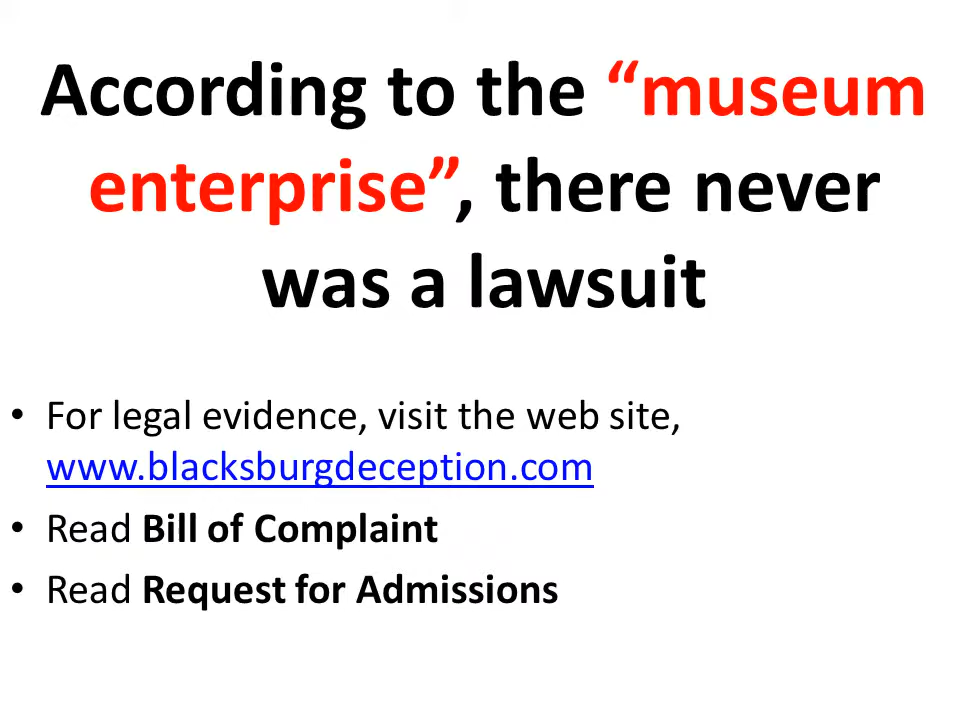 According to the “museum
enterprise”, there never
was a lawsuit
• For legal evidence, visit the web site,
www.blacksburgdeception.com
• Read Bill of Complaint
• Read Request for Admissions